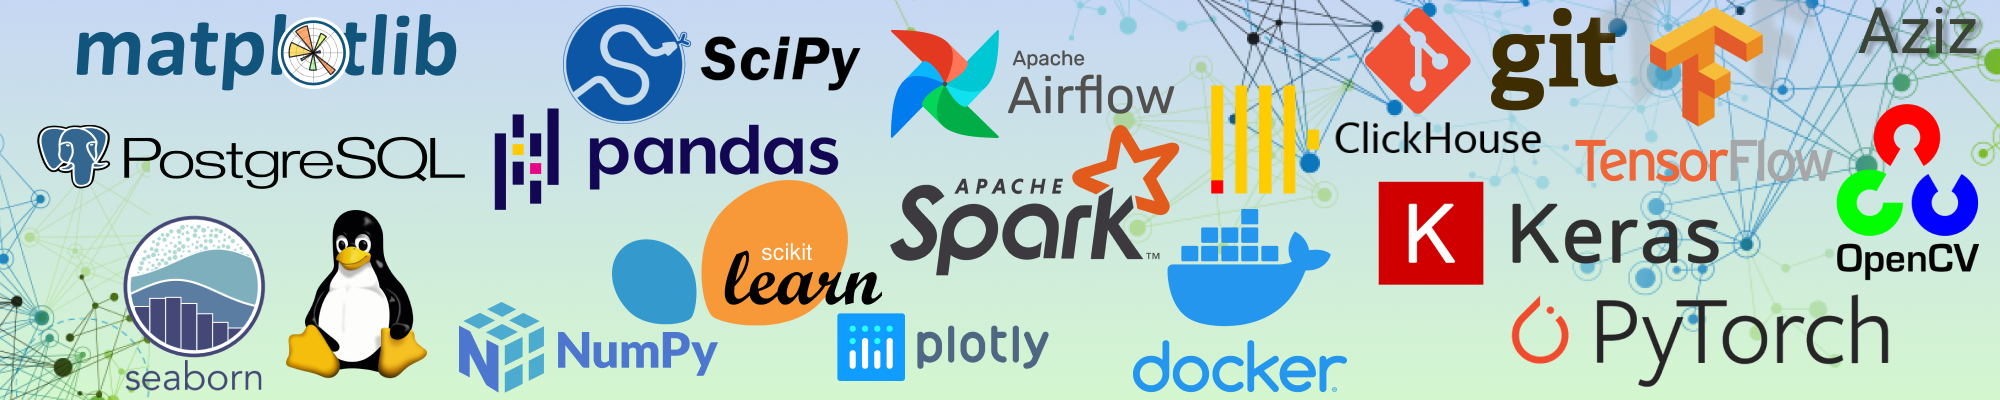 matplotlib
SciPy
Apache
Airflow
git
Aziz
PostgreSQL
pandas
ClickHouse
TensorFlow
APACHE
Spark™
K Keras
OpenCV
scikit
learn
seaborn
N NumPy
plotly
docker
PyTorch